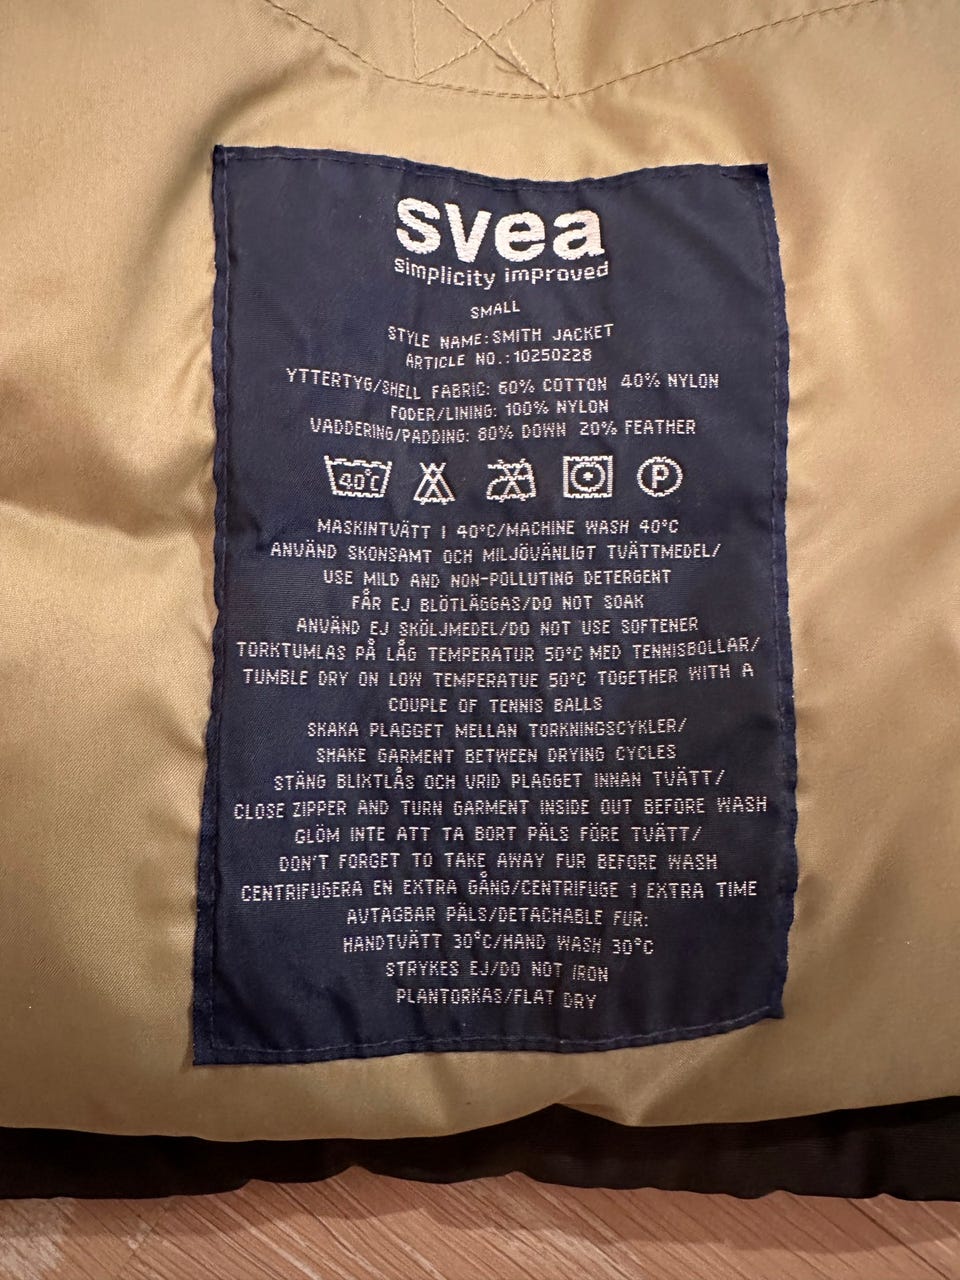 svea
simplicity improved
SMALL
STYLE NAME: SMITH JACKET
ARTICLE NO.: 10250228
YTTERTYG/SHELL FABRIC: 60% COTTON 40% NYLON
FODER/LINING: 100% NYLON
VADDERING/PADDING: 80% DOWN 20% FEATHER
40°C P
MASKINTVÄTT I 40°C/MACHINE WASH 40°C
ANVÄND SKONSAMT OCH MILJÖVÄNLIGT TVÄTTMEDEL/
USE MILD AND NON-POLLUTING DETERGENT
FÅR EJ BLÖTLÄGGAS/DO NOT SOAK
ANVÄND EJ SKÖLJMEDEL/DO NOT USE SOFTENER
TORKTUMLAS PÅ LÅG TEMPERATUR 50°C MED TENNISBOLLAR/
TUMBLE DRY ON LOW TEMPERATUE 50°C TOGETHER WITH A
COUPLE OF TENNIS BALLS
SKAKA PLAGGET MELLAN TORKNINGSCYKLER/
SHAKE GARMENT BETWEEN DRYING CYCLES
STÄNG BLIXTLÅS OCH VRID PLAGGET INNAN TVÄTT/
CLOSE ZIPPER AND TURN GARMENT INSIDE OUT BEFORE WASH
GLÖM INTE ATT TA BORT PÄLS FÖRE TVÄTT/
DON'T FORGET TO TAKE AWAY FUR BEFORE WASH
CENTRIFUGERA EN EXTRA GÅNG/CENTRIFUGE 1 EXTRA TIME
AVTAGBAR PÄLS/DETACHABLE FUR:
HANDTVÄTT 30°C/HAND WASH 30°C
STRYKES EJ/DO NOT IRON
PLANTORKAS/FLAT DRY